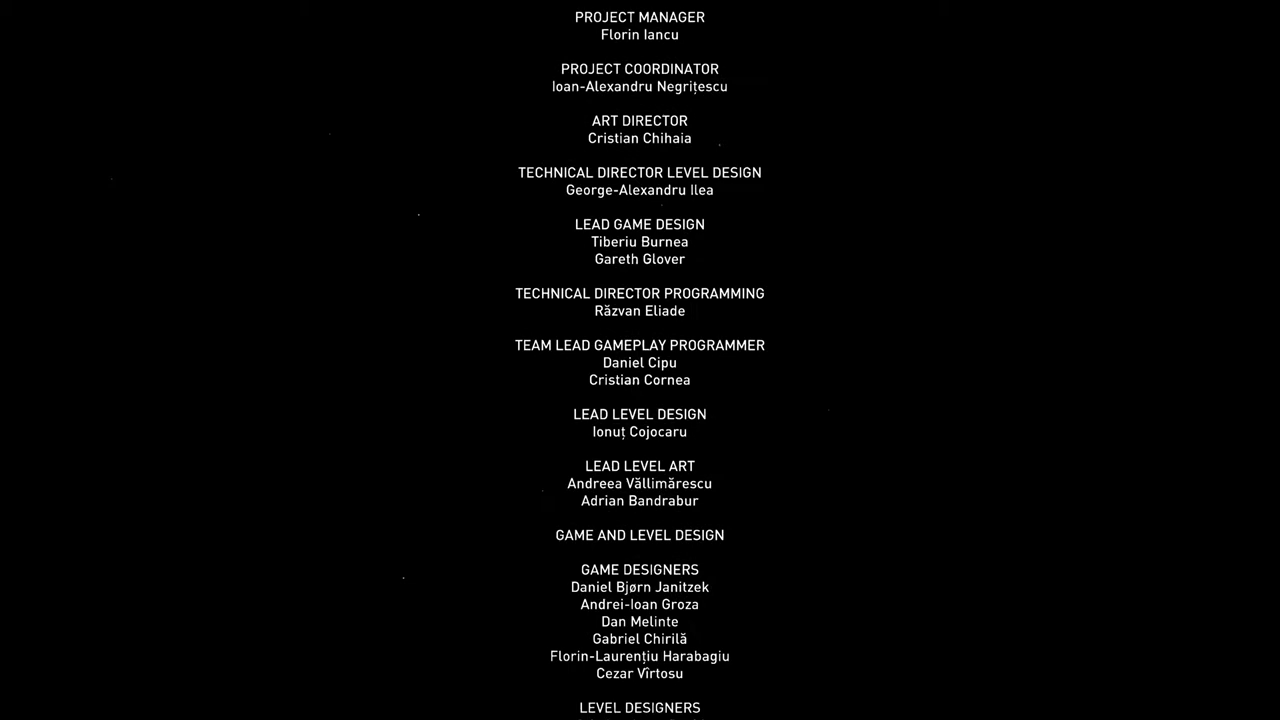 PROJECT MANAGER
Florin Iancu
PROJECT COORDINATOR
Ioan-Alexandru Negrițescu
ART DIRECTOR
Cristian Chihaia
TECHNICAL DIRECTOR LEVEL DESIGN
George-Alexandru Ilea
LEAD GAME DESIGN
Tiberiu Burnea
Gareth Glover
TECHNICAL DIRECTOR PROGRAMMING
Răzvan Eliade
TEAM LEAD GAMEPLAY PROGRAMMER
Daniel Cipu
Cristian Cornea
LEAD LEVEL DESIGN
Ionuț Cojocaru
LEAD LEVEL ART
Andreea Vălîmărescu
Adrian Bandrabur
GAME AND LEVEL DESIGN
GAME DESIGNERS
Daniel Bjørn Janitzek
Andrei-Ioan Groza
Dan Melinte
Gabriel Chirilă
Florin-Laurențiu Harabagiu
Cezar Vîrtosu
LEVEL DESIGNERS